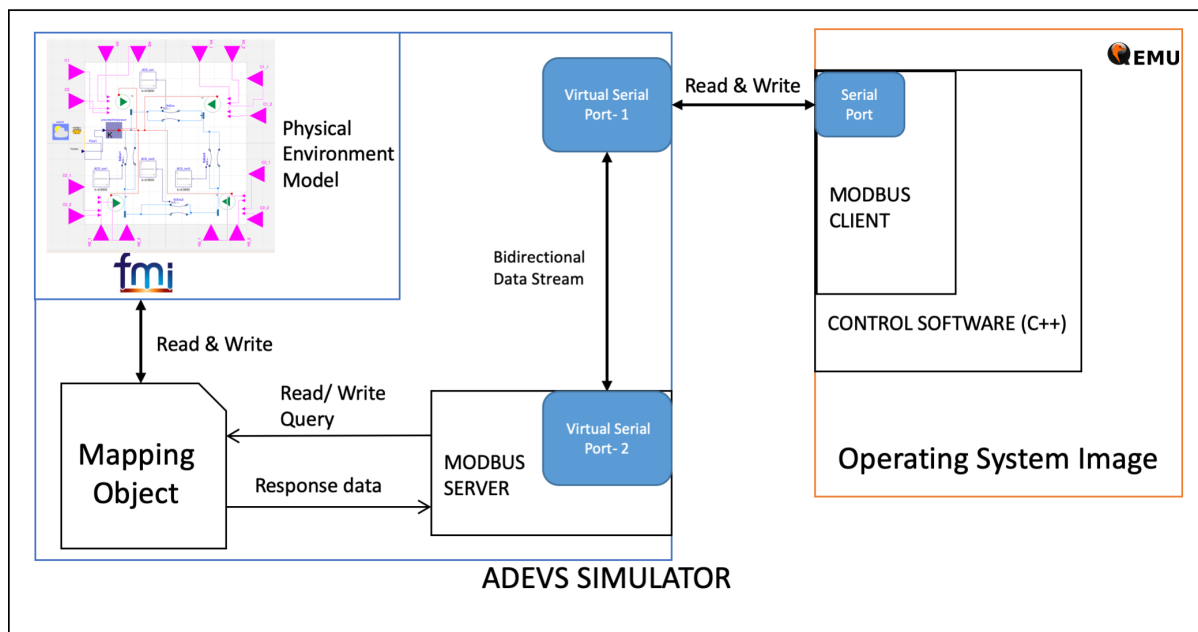 Physical
Environment
Model
fmi
Read & Write
Mapping
Object
Read/ Write
Query
Response data
MODBUS
SERVER
Virtual Serial
Port- 1
Bidirectional
Data Stream
Virtual Serial
Port- 2
Read & Write
QEMU
Serial
Port
MODBUS
CLIENT
CONTROL SOFTWARE (C++)
Operating System Image
ADEVS SIMULATOR